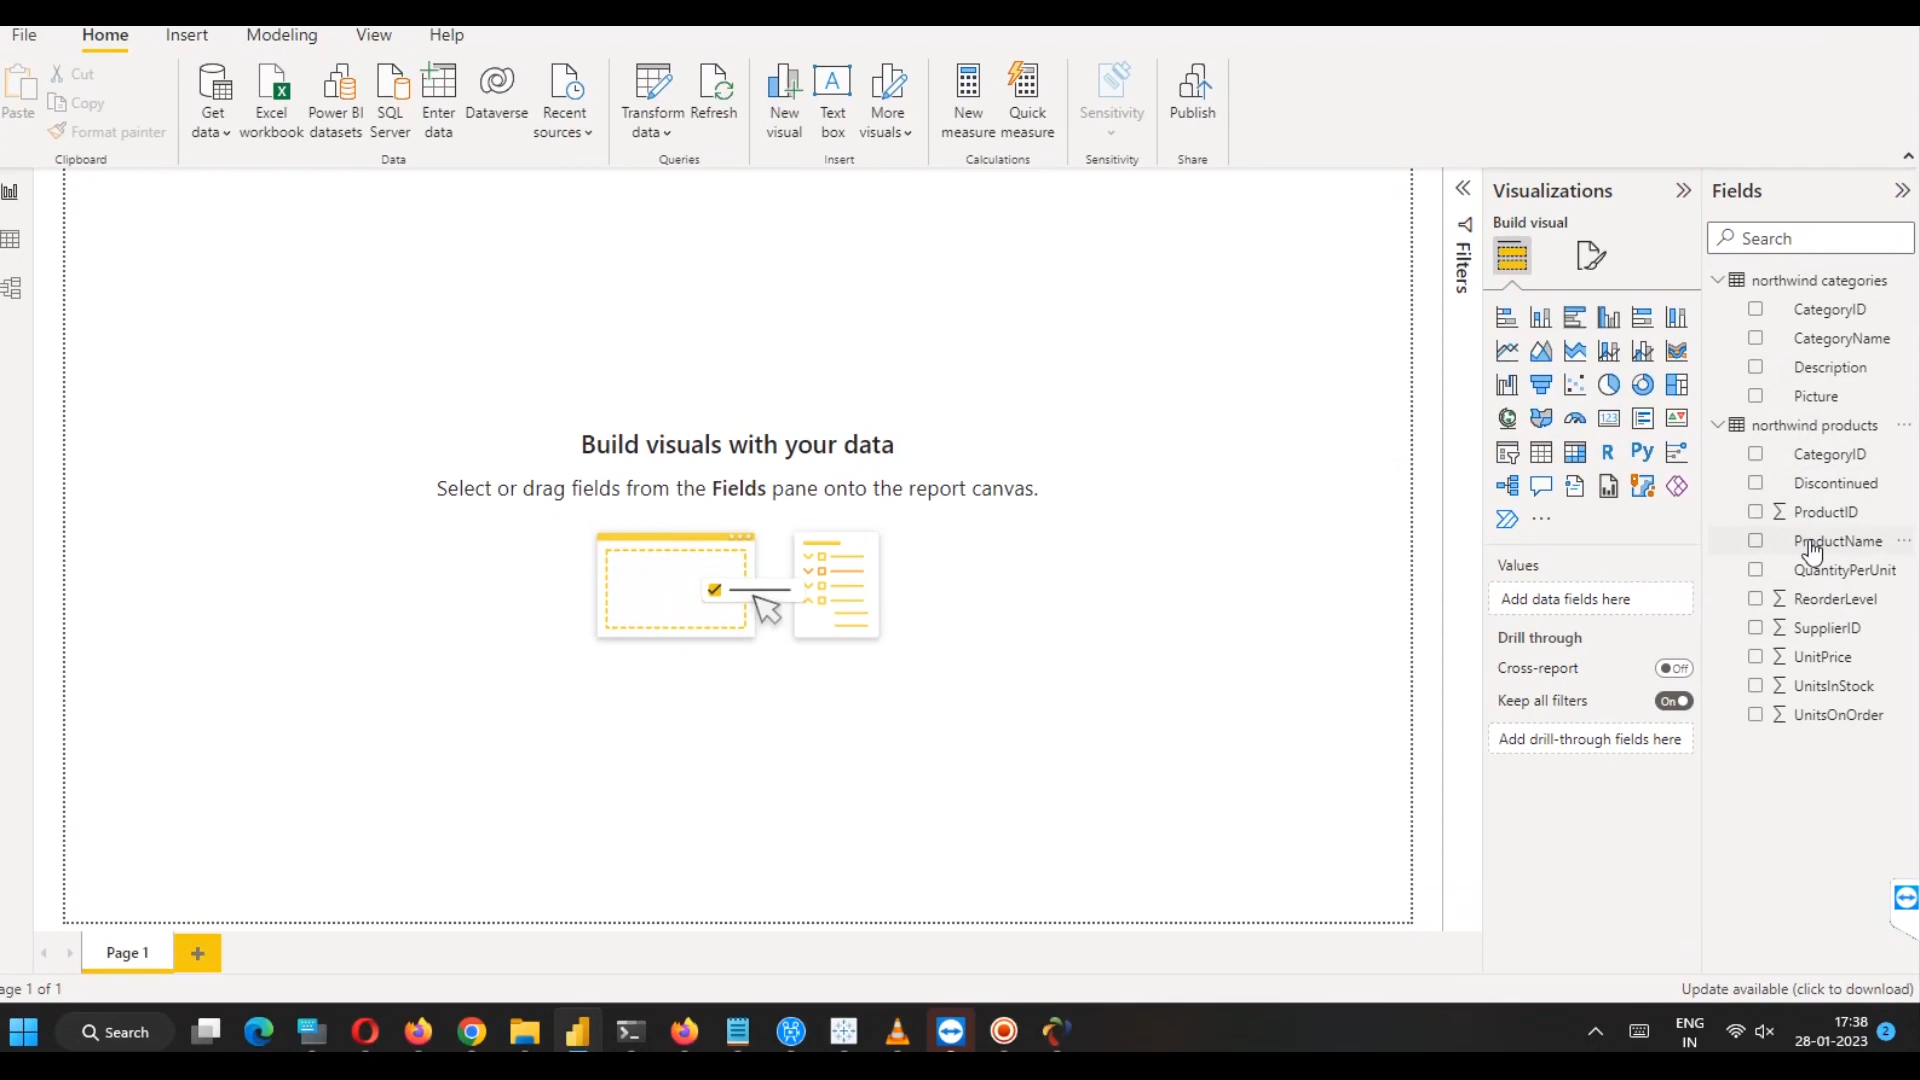 File Home Insert Modeling View Help
Paste
Cut
Copy
Format painter
Clipboard
Get data
Excel workbook
Power BI datasets
SQL Server
Enter data
Dataverse
Recent sources
Data
Transform data
Refresh
Queries
New visual
A
Text box
More visuals
Insert
New measure
Quick measure
Calculations
Sensitivity
Sensitivity
Publish
Share
Build visuals with your data
Select or drag fields from the Fields pane onto the report canvas.
Filters
Visualizations
Build visual
123
R
Py
Values
Add data fields here
Drill through
Cross-report
Off
Keep all filters
On
Add drill-through fields here
Fields
Search
northwind categories
CategoryID
CategoryName
Description
Picture
northwind products
CategoryID
Discontinued
∑ ProductID
ProductName
QuantityPerUnit
∑ ReorderLevel
∑ SupplierID
∑ UnitPrice
∑ UnitsInStock
∑ UnitsOnOrder
Page 1
+
age 1 of 1
Update available (click to download)
Search
ENG
IN
17:38
28-01-2023
2